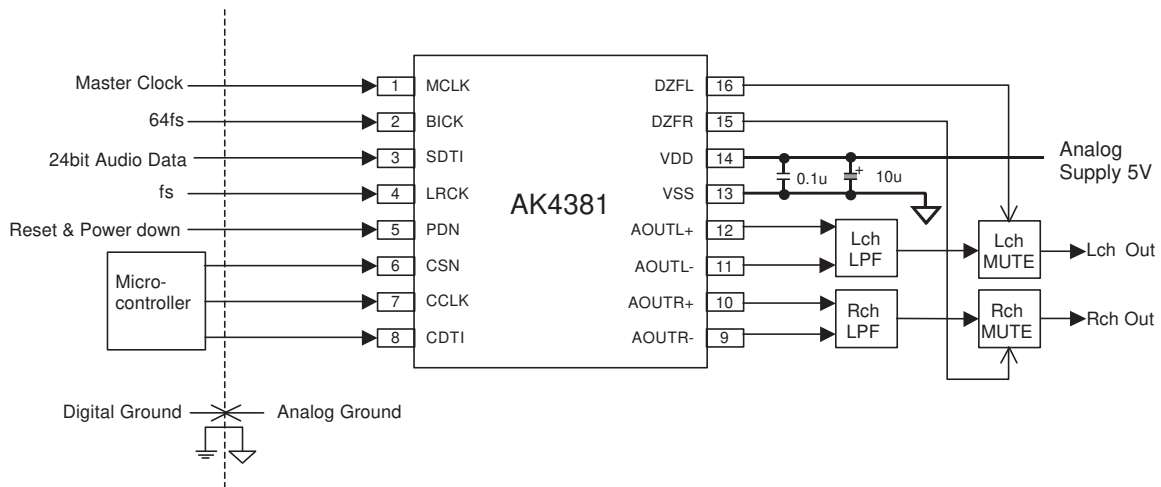 Master Clock
64fs
24bit Audio Data
fs
Reset & Power down
Micro-
controller
1
2
3
4
5
6
7
8
MCLK
BICK
SDTI
LRCK
PDN
CSN
CCLK
CDTI
AK4381
DZFL
DZFR
VDD
VSS
AOUTL+
AOUTL-
AOUTR+
AOUTR-
16
15
14
13
12
11
10
9
0.1u
+
10u
Analog
Supply 5V
Lch
LPF
Rch
LPF
Lch
MUTE
Rch
MUTE
Lch Out
Rch Out
Digital Ground
Analog Ground